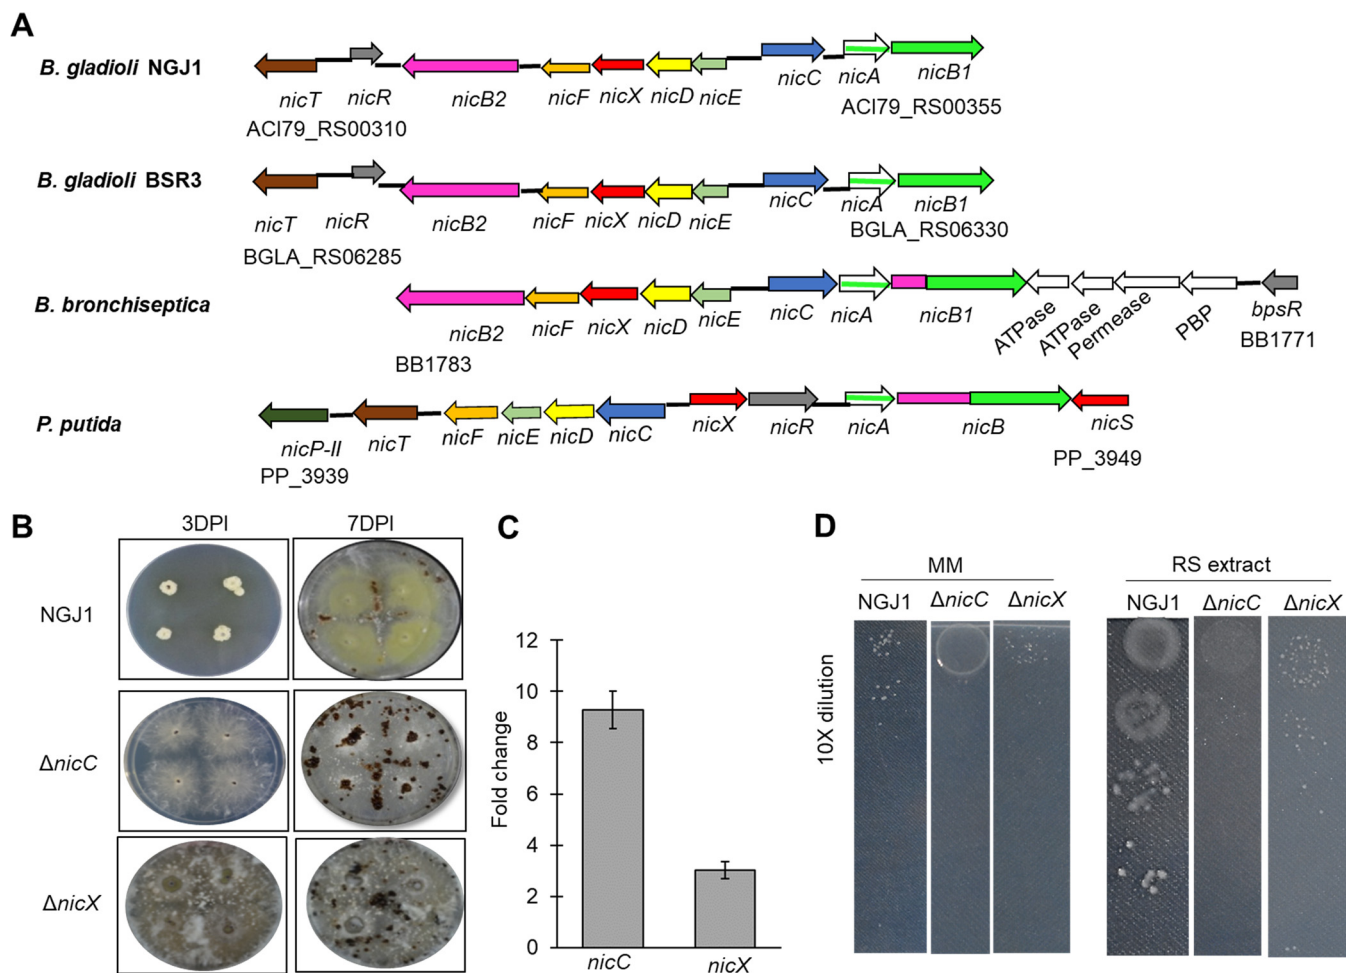 A
B. gladioli NGJ1
nicT nicR nicB2 nicF nicX nicD nicE nicC nicA nicB1
ACI79_RS00310 ACI79_RS00355
B. gladioli BSR3
nicT nicR nicB2 nicF nicX nicD nicE nicC nicA nicB1
BGLA_RS06285 BGLA_RS06330
B. bronchiseptica
nicB2 nicF nicX nicD nicE nicC nicA nicB1 ATPase ATPase Permease PBP bpsR
BB1783 BB1771
P. putida
nicP-II nicT nicF nicE nicD nicC nicX nicR nicA nicB nicS
PP_3939 PP_3949
B
3DPI 7DPI
NGJ1
ΔnicC
ΔnicX
C
Fold change
12
10
8
6
4
2
0
nicC nicX
D
MM RS extract
NGJ1 ΔnicC ΔnicX NGJ1 ΔnicC ΔnicX
10X dilution